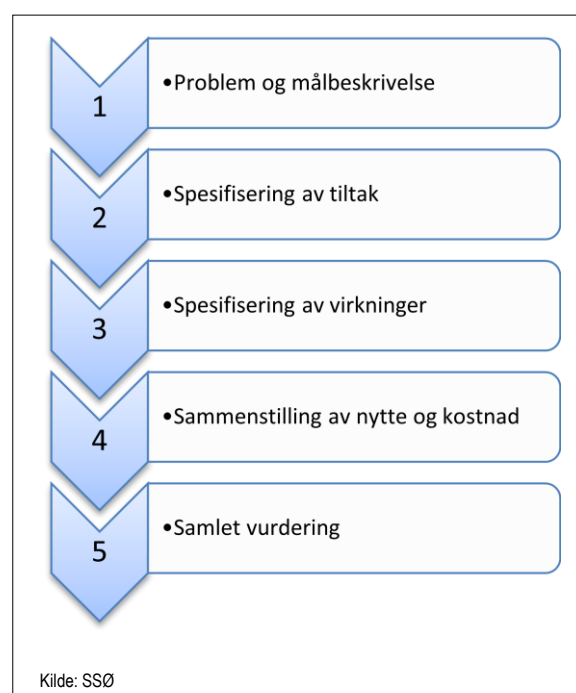 1
•Problem og målbeskrivelse
2
•Spesifisering av tiltak
3
•Spesifisering av virkninger
4
•Sammenstilling av nytte og kostnad
5
•Samlet vurdering
Kilde: SSØ